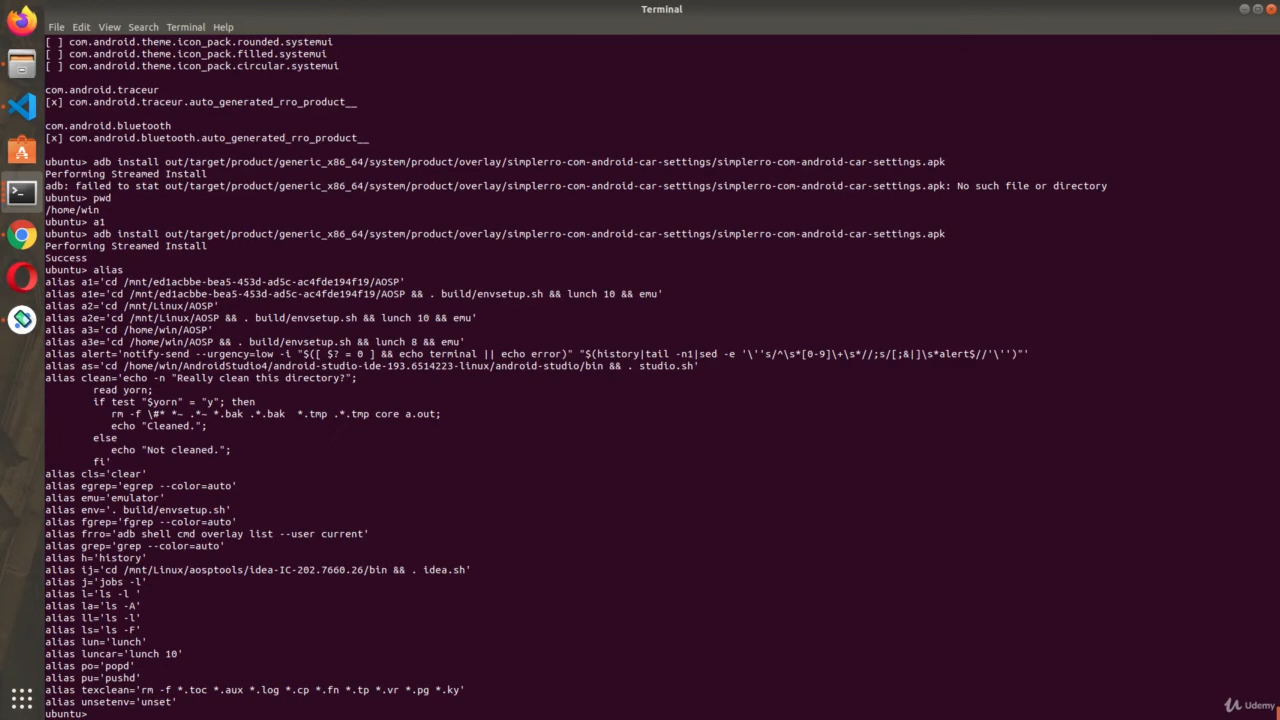 Terminal
File Edit View Search Terminal Help
[ ] com.android.theme.icon_pack.rounded.systemui
[ ] com.android.theme.icon_pack.filled.systemui
[ ] com.android.theme.icon_pack.circular.systemui
com.android.traceur
[x] com.android.traceur.auto_generated_rro_product__
com.android.bluetooth
[x] com.android.bluetooth.auto_generated_rro_product__
ubuntu> adb install out/target/product/generic_x86_64/system/product/overlay/simplerro-com-android-car-settings/simplerro-com-android-car-settings.apk
Performing Streamed Install
adb: failed to stat out/target/product/generic_x86_64/system/product/overlay/simplerro-com-android-car-settings/simplerro-com-android-car-settings.apk: No such file or directory
ubuntu> pwd
/home/win
ubuntu> a1
ubuntu> adb install out/target/product/generic_x86_64/system/product/overlay/simplerro-com-android-car-settings/simplerro-com-android-car-settings.apk
Performing Streamed Install
Success
ubuntu> alias
alias a1='cd /mnt/ed1acbbe-bea5-453d-ad5c-ac4fde194f19/AOSP'
alias a1e='cd /mnt/ed1acbbe-bea5-453d-ad5c-ac4fde194f19/AOSP && . build/envsetup.sh && lunch 10 && emu'
alias a2='cd /mnt/Linux/AOSP'
alias a2e='cd /mnt/Linux/AOSP && . build/envsetup.sh && lunch 10 && emu'
alias a3='cd /home/win/AOSP'
alias a3e='cd /home/win/AOSP && . build/envsetup.sh && lunch 8 && emu'
alias alert='notify-send --urgency=low -i "$([ $? = 0 ] && echo terminal || echo error)" "$(history|tail -n1|sed -e '\''s/^\s*[0-9]\+\s*//;s/[;&|]\s*alert$//'\'')"'
alias as='cd /home/win/AndroidStudio4/android-studio-ide-193.6514223-linux/android-studio/bin && . studio.sh'
alias clean='echo -n "Really clean this directory?";
read yorn;
if test "$yorn" = "y"; then
rm -f \#* *~ .*~ *.bak .*.bak  *.tmp .*.tmp core a.out;
echo "Cleaned.";
else
echo "Not cleaned.";
fi'
alias cls='clear'
alias egrep='egrep --color=auto'
alias emu='emulator'
alias env='. build/envsetup.sh'
alias fgrep='fgrep --color=auto'
alias frro='adb shell cmd overlay list --user current'
alias grep='grep --color=auto'
alias h='history'
alias ij='cd /mnt/Linux/aosptools/idea-IC-202.7660.26/bin && . idea.sh'
alias j='jobs -l'
alias l='ls -l '
alias la='ls -A'
alias ll='ls -l'
alias ls='ls -F'
alias lun='lunch'
alias luncar='lunch 10'
alias po='popd'
alias pu='pushd'
alias texclean='rm -f *.toc *.aux *.log *.cp *.fn *.tp *.vr *.pg *.ky'
alias unsetenv='unset'
ubuntu>
Udemy